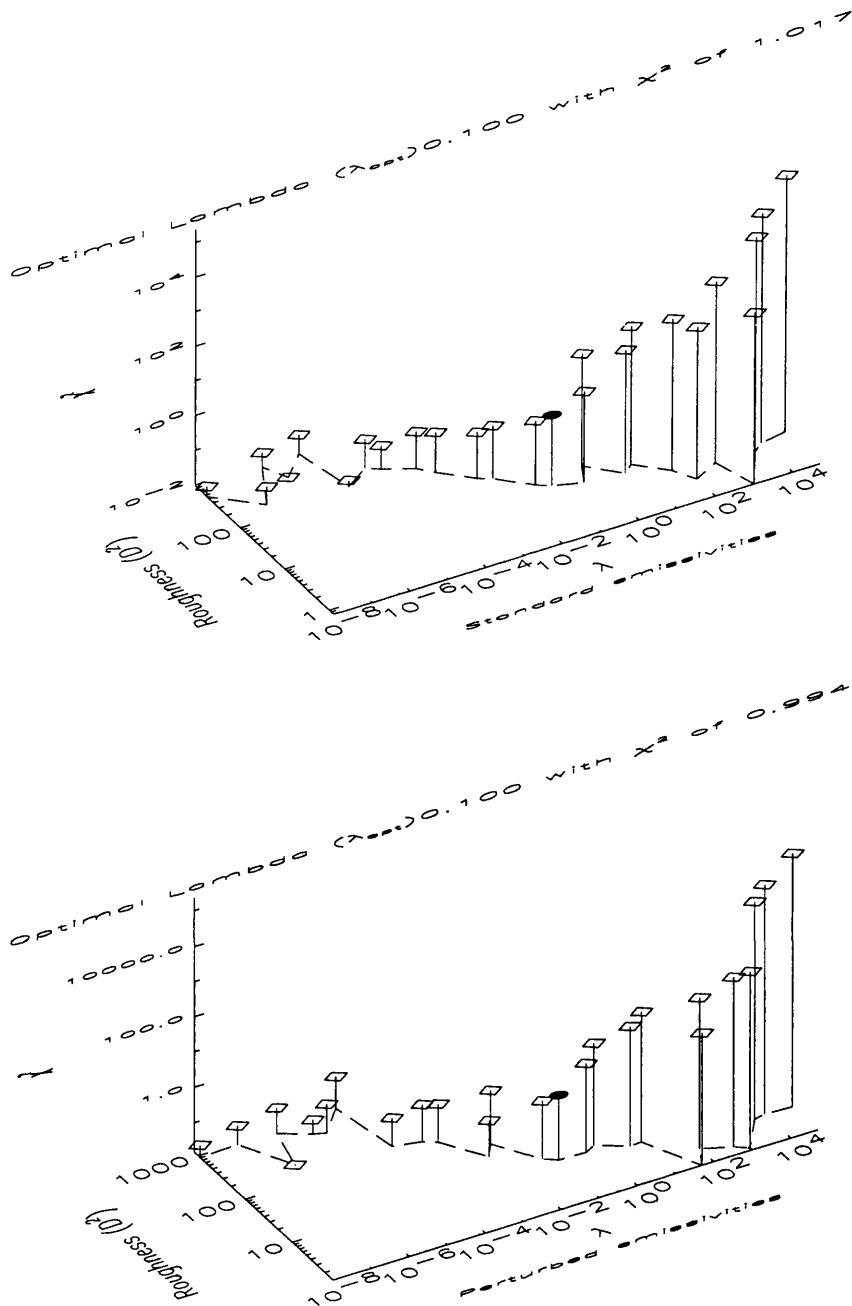 Optimal Lambda (λopt) 0.100 with χ² of 1.017
10⁴
10²
10⁰
10⁻²
χ
100
10
1
Roughness (D²)
10⁻⁸
10⁻⁶
10⁻⁴
10⁻²
10⁰
10²
10⁴
λ
Standard emissivities
Optimal Lambda (λopt) 0.100 with χ² of 0.994
10000.0
100.0
1.0
χ
1000
100
10
Roughness (D²)
10⁻⁸
10⁻⁶
10⁻⁴
10⁻²
10⁰
10²
10⁴
λ
Perturbed emissivities